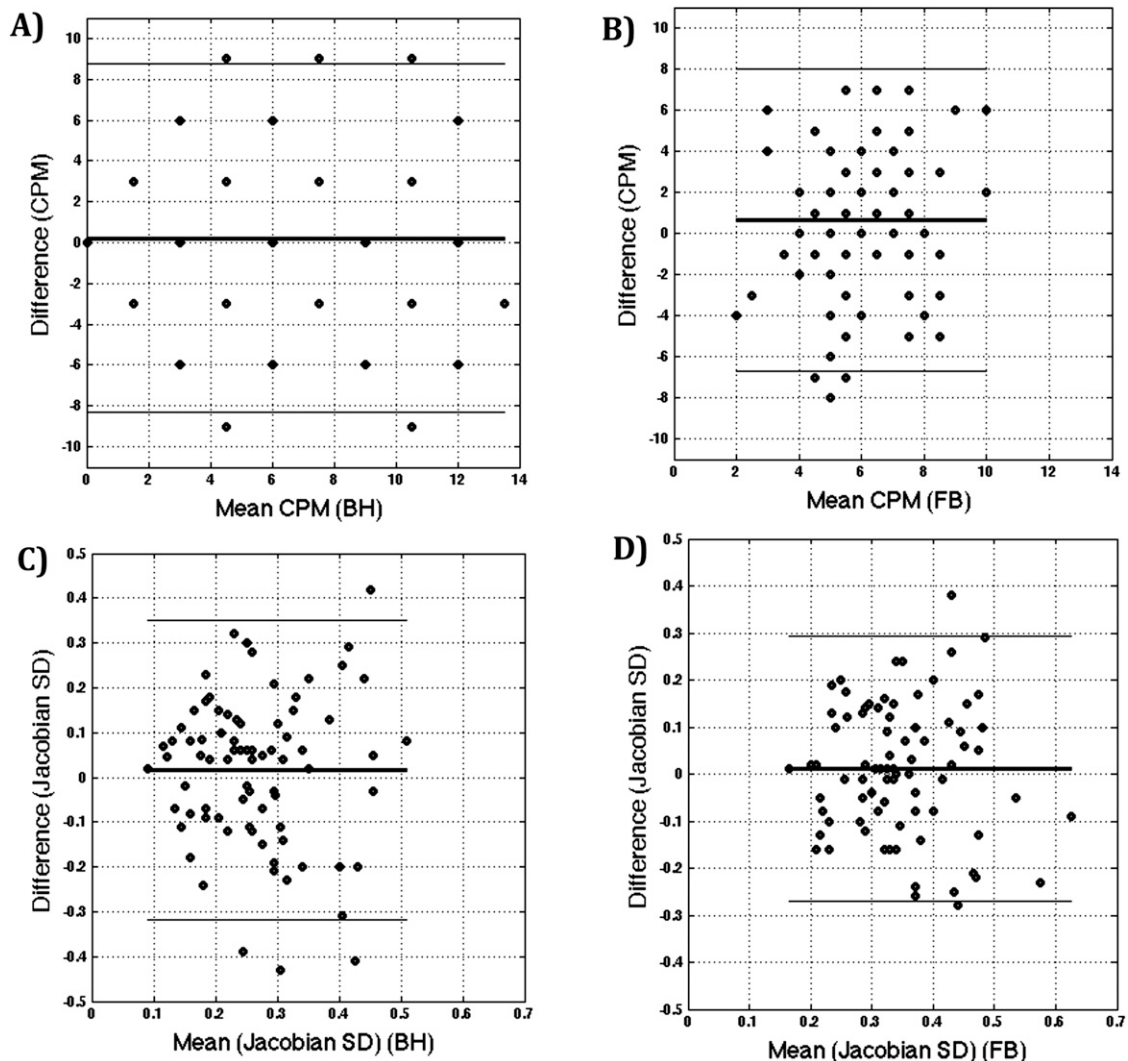 A)
10
8
6
4
2
0
-2
-4
-6
-8
-10
Difference (CPM)
0 2 4 6 8 10 12 14
Mean CPM (BH)
B)
10
8
6
4
2
0
-2
-4
-6
-8
-10
Difference (CPM)
0 2 4 6 8 10 12 14
Mean CPM (FB)
C)
0.5
0.4
0.3
0.2
0.1
0
-0.1
-0.2
-0.3
-0.4
-0.5
Difference (Jacobian SD)
0 0.1 0.2 0.3 0.4 0.5 0.6 0.7
Mean (Jacobian SD) (BH)
D)
0.5
0.4
0.3
0.2
0.1
0
-0.1
-0.2
-0.3
-0.4
-0.5
Difference (Jacobian SD)
0 0.1 0.2 0.3 0.4 0.5 0.6 0.7
Mean (Jacobian SD) (FB)